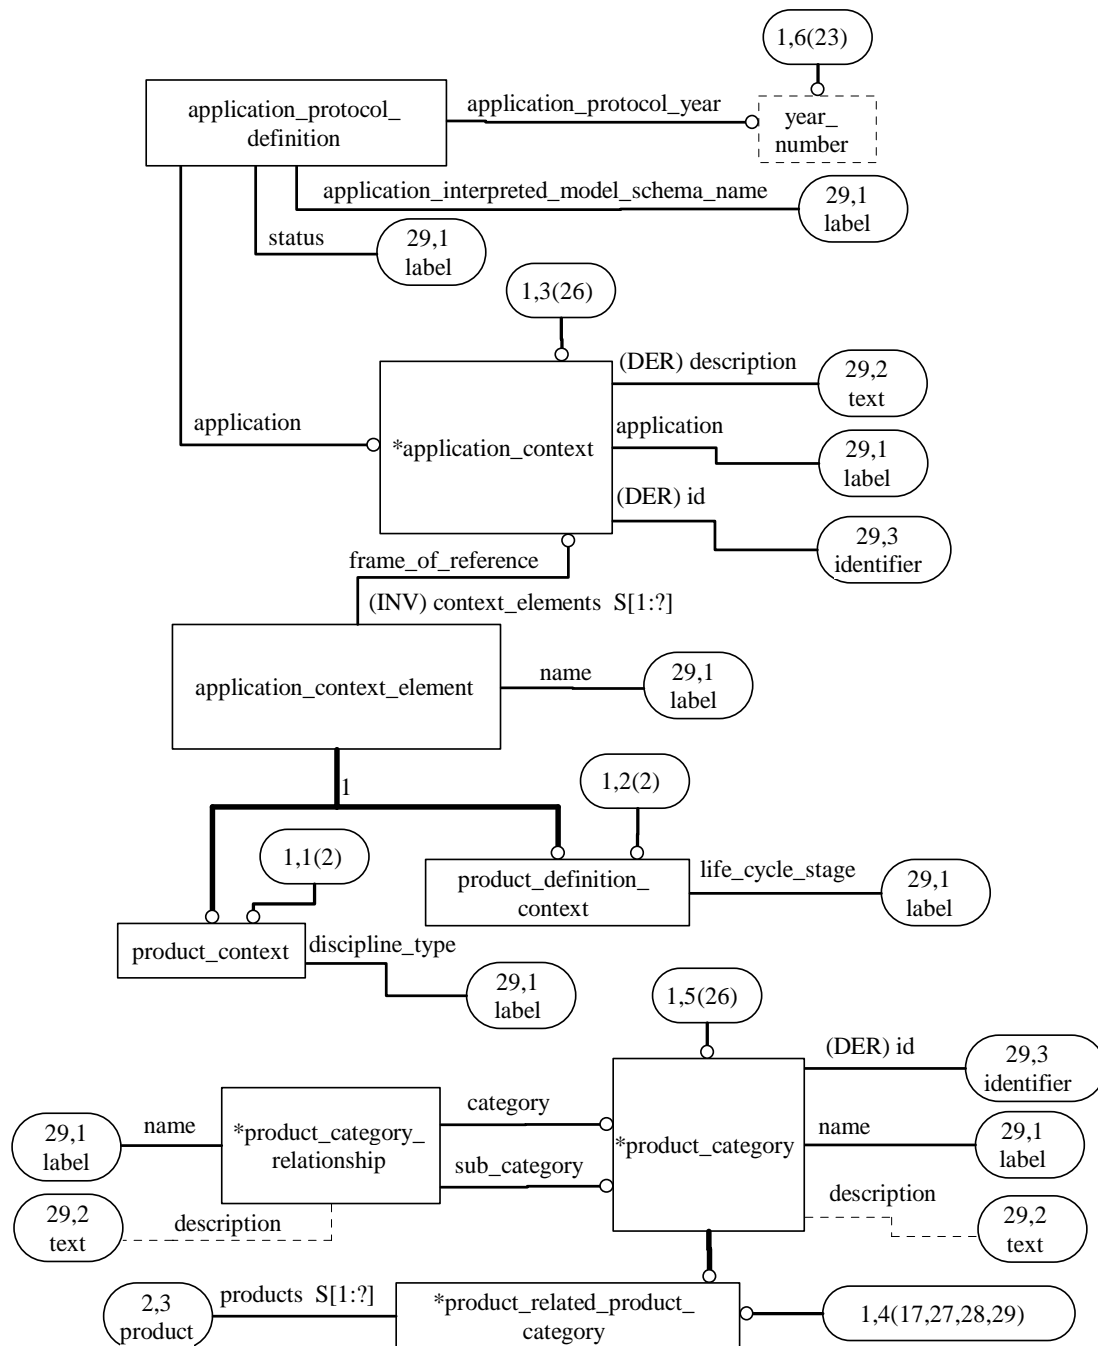 1,6(23)
application_protocol_
definition
application_protocol_year
year_
number
application_interpreted_model_schema_name
29,1
label
status
29,1
label
1,3(26)
(DER) description
29,2
text
application
*application_context
application
29,1
label
(DER) id
29,3
identifier
frame_of_reference
(INV) context_elements  S[1:?]
application_context_element
name
29,1
label
1
1,2(2)
1,1(2)
product_definition_
context
life_cycle_stage
29,1
label
product_context
discipline_type
29,1
label
1,5(26)
(DER) id
29,3
identifier
name
29,1
label
*product_category_
relationship
category
sub_category
*product_category
name
29,1
label
description
29,2
text
description
29,2
text
products  S[1:?]
2,3
product
*product_related_product_
category
1,4(17,27,28,29)